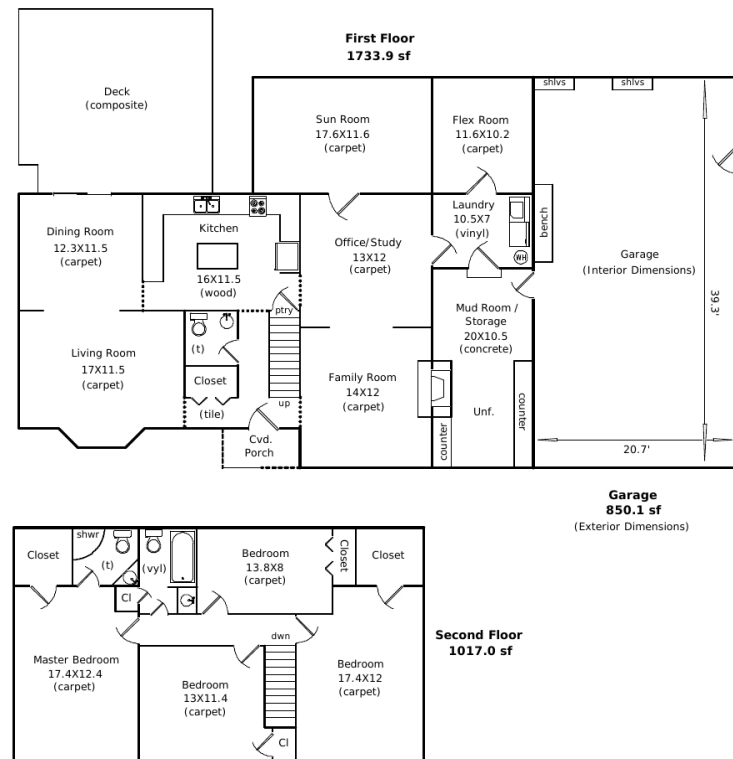 First Floor
1733.9 sf
shlvs
shlvs
Deck
(composite)
Sun Room
17.6X11.6
(carpet)
Flex Room
11.6X10.2
(carpet)
Dining Room
12.3X11.5
(carpet)
Kitchen
16X11.5
(wood)
Office/Study
13X12
(carpet)
Laundry
10.5X7
(vinyl)
WH
bench
Garage
(Interior Dimensions)
39.3'
ptry
Mud Room /
Storage
20X10.5
(concrete)
Living Room
17X11.5
(carpet)
(t)
Closet
(tile)
up
Family Room
14X12
(carpet)
Unf.
counter
counter
Cvd.
Porch
20.7'
Garage
850.1 sf
(Exterior Dimensions)
Closet
shwr
(t)
(vyl)
Bedroom
13.8X8
(carpet)
Closet
Closet
Cl
dwn
Second Floor
1017.0 sf
Master Bedroom
17.4X12.4
(carpet)
Bedroom
13X11.4
(carpet)
Bedroom
17.4X12
(carpet)
Cl